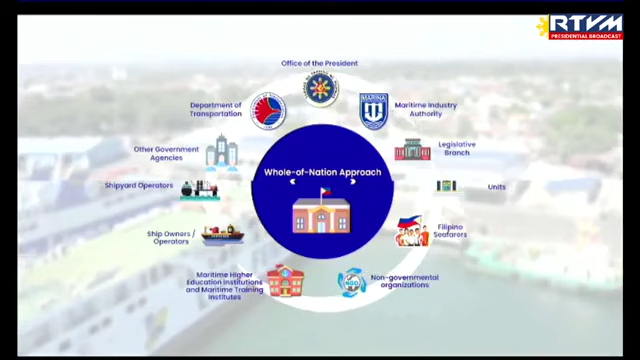 RTVM
PRESIDENTIAL BROADCAST
Office of the President
Department of
Transportation
MARINA
Maritime Industry
Authority
Other Government
Agencies
Legislative
Branch
Whole-of-Nation Approach
Shipyard Operators
Units
Ship Owners /
Operators
Filipino
Seafarers
Maritime Higher
Education Institutions
and Maritime Training
Institutes
NGO
Non-governmental
organizations